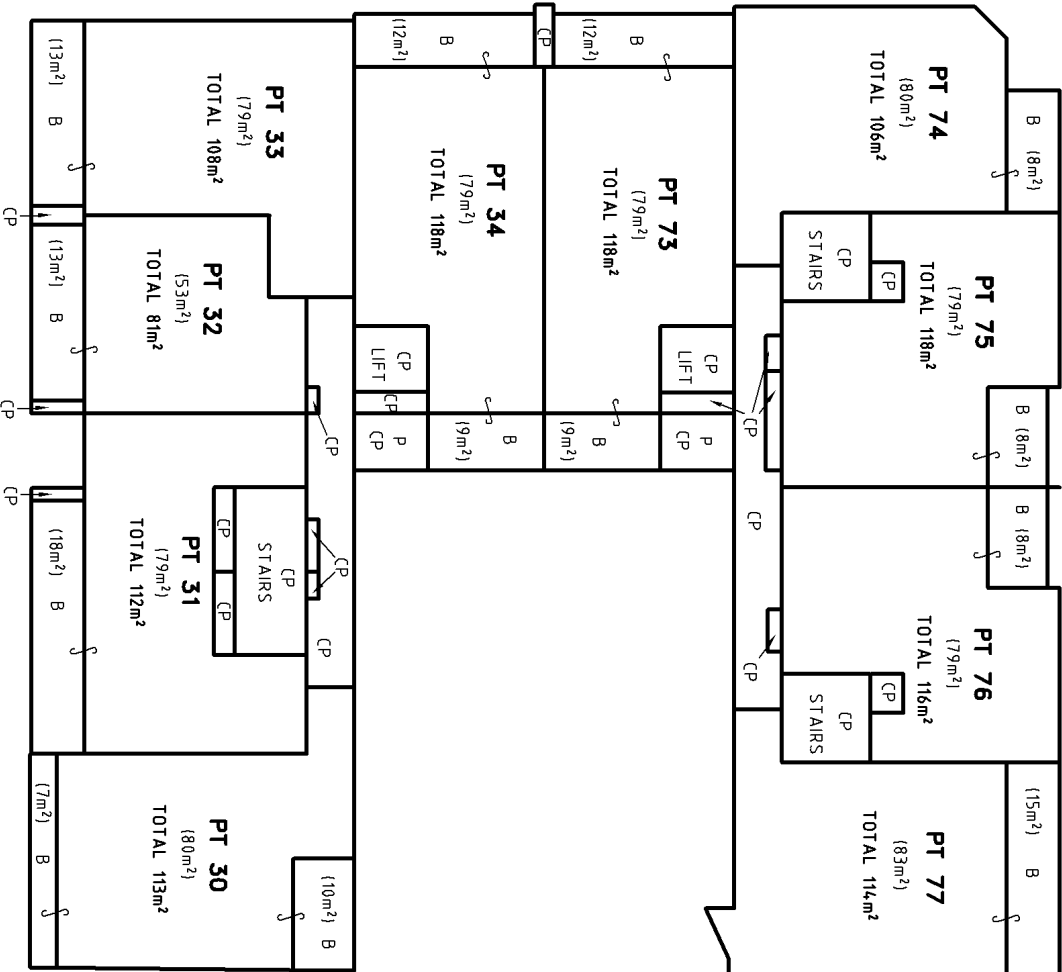 B
(8m²)
PT 74
(80m²)
TOTAL 106m²
B
(12m²)
CP
B
(12m²)
PT 33
(79m²)
TOTAL 108m²
(13m²)
B
CP
PT 75
(79m²)
TOTAL 118m²
CP
STAIRS
CP
PT 73
(79m²)
TOTAL 118m²
PT 34
(79m²)
TOTAL 118m²
PT 32
(53m²)
TOTAL 81m²
(13m²)
B
CP
CP
LIFT
CP
CP
LIFT
CP
P
CP
B
(9m²)
B
(9m²)
P
CP
CP
B
(8m²)
B
(8m²)
CP
PT 76
(79m²)
TOTAL 116m²
CP
CP
STAIRS
CP
CP
CP
STAIRS
CP
CP
CP
CP
PT 31
(79m²)
TOTAL 112m²
CP
(18m²)
B
(15m²)
B
PT 77
(83m²)
TOTAL 114m²
PT 30
(80m²)
TOTAL 113m²
(10m²)
B
(7m²)
B